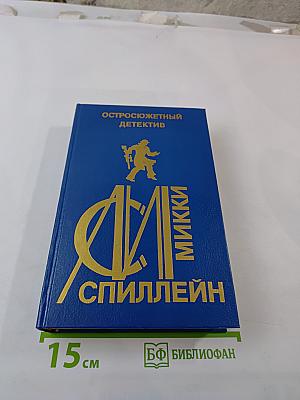 ОСТРОСЮЖЕТНЫЙ
ДЕТЕКТИВ
МИККИ
СПИЛЛЕЙН
15 см
БФ БИБЛИОФАН